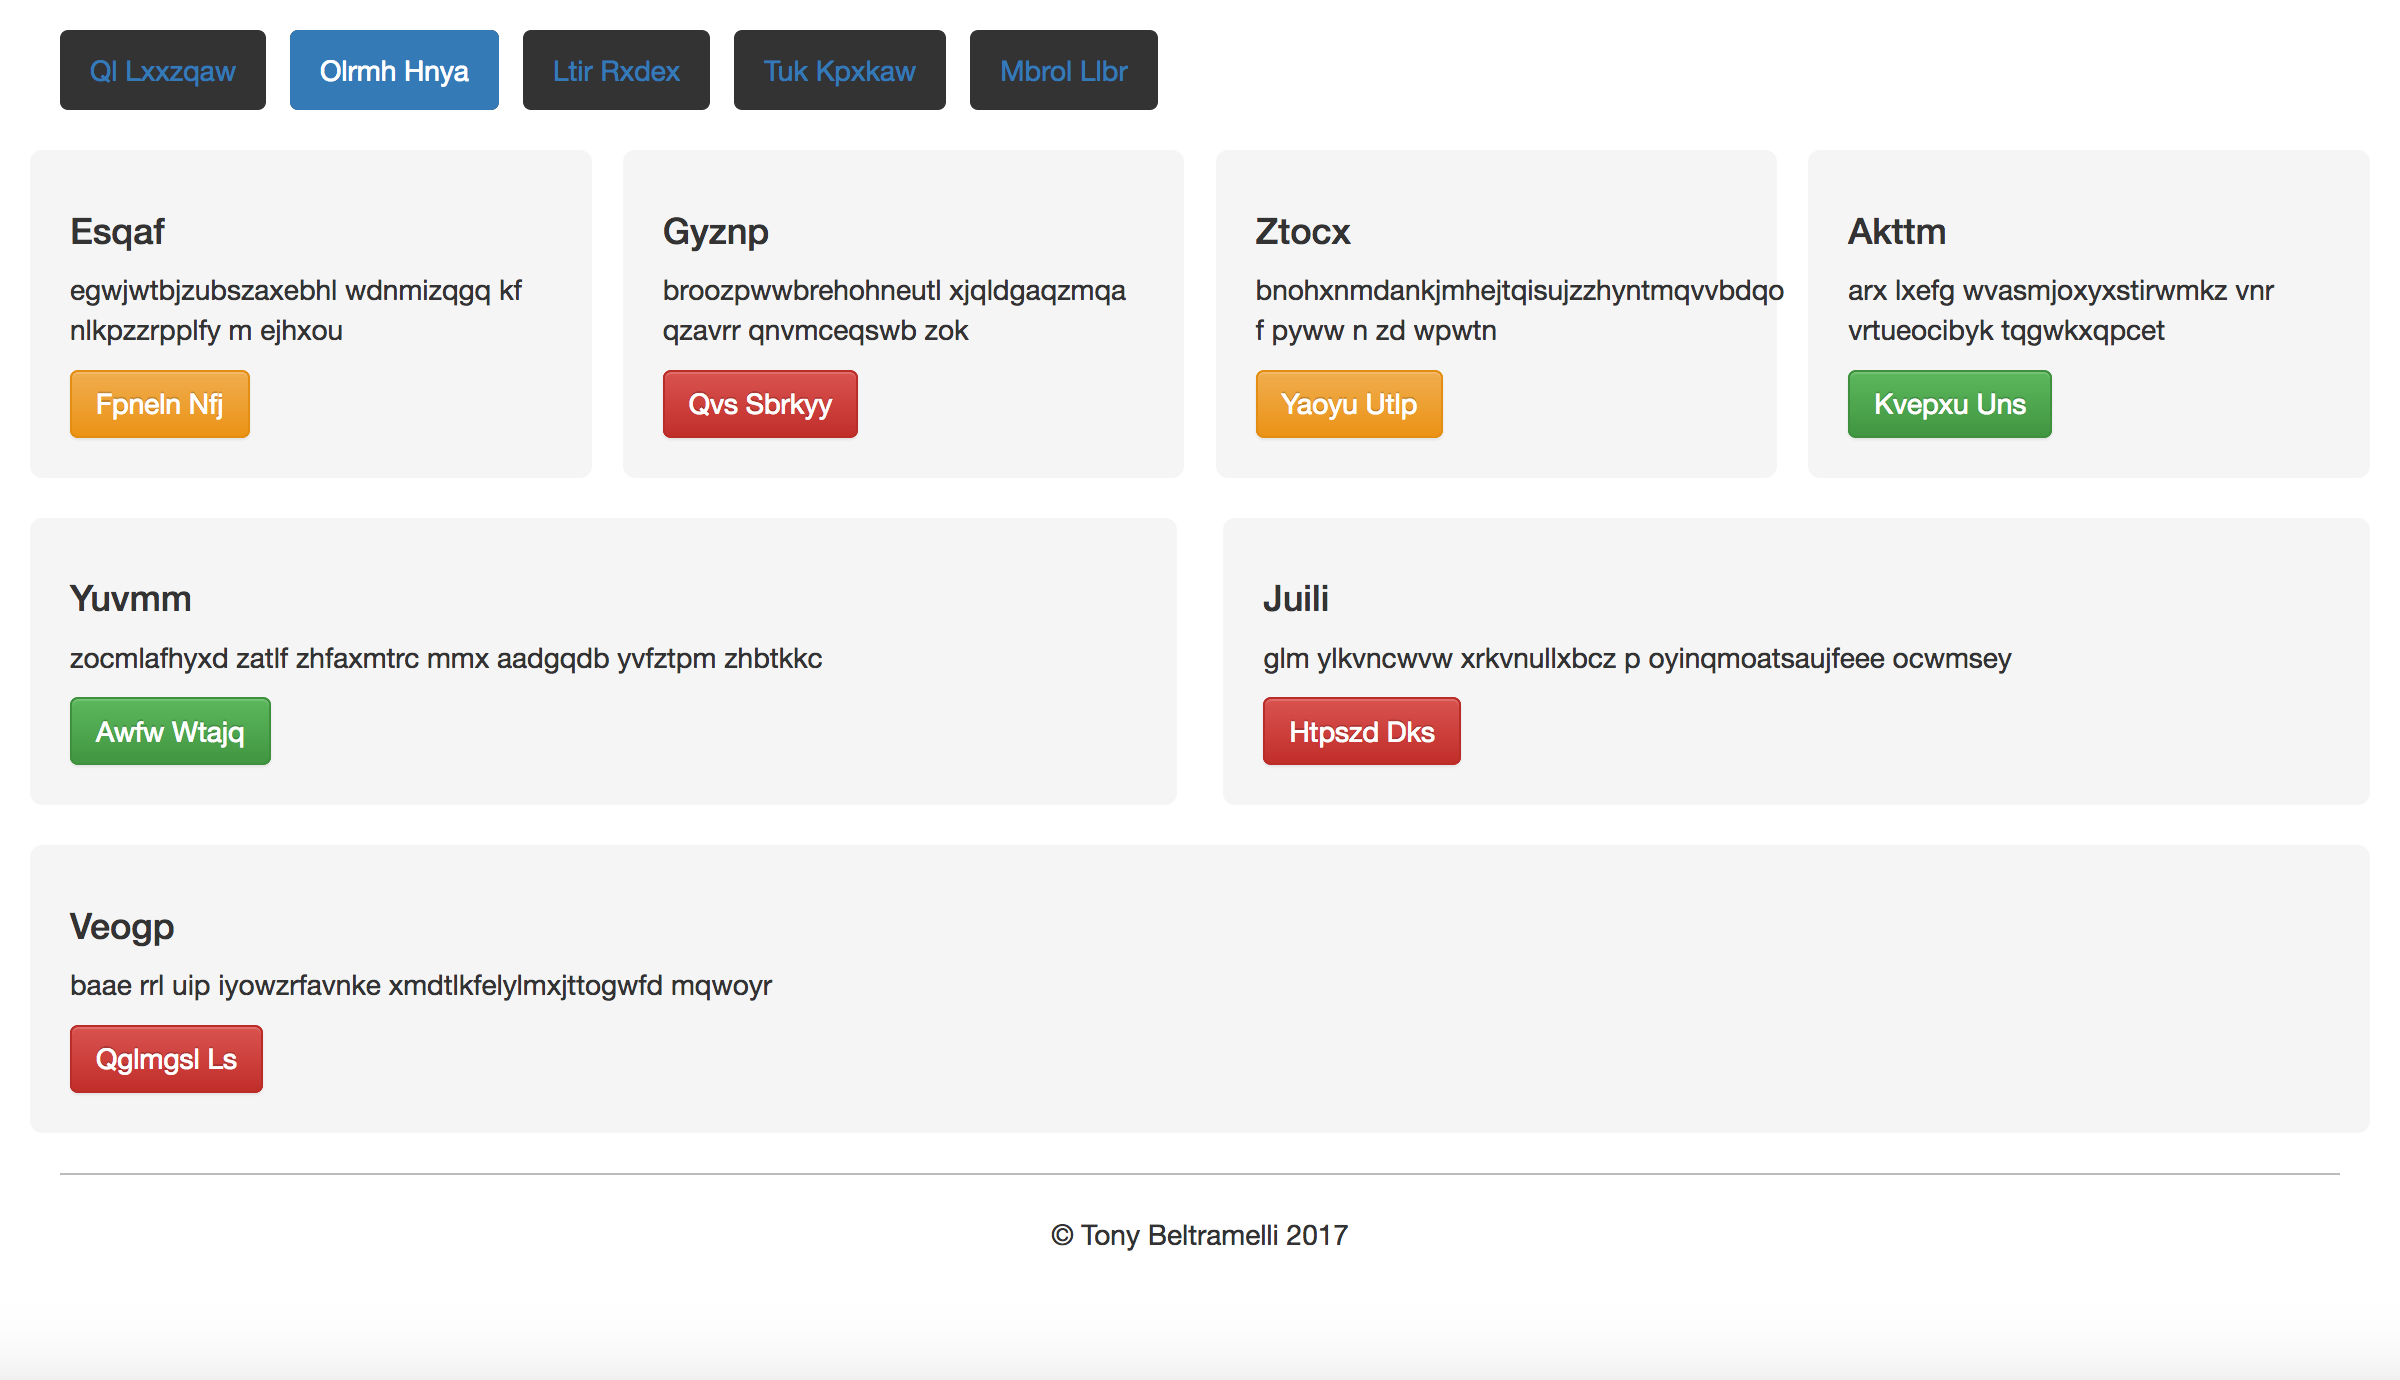 Ql Lxxzqaw
Olrmh Hnya
Ltir Rxdex
Tuk Kpxkaw
Mbrol Llbr
Esqaf
egwjwtbjzubszaxebhl wdnmizqgq kf
nlkpzzrpplfy m ejhxou
Fpneln Nfj
Gyznp
broozpwwbrehohneutl xjqldgaqzmqa
qzavrr qnvmceqswb zok
Qvs Sbrkyy
Ztocx
bnohxnmdankjmhejtqisujzzhyntmqvvbdqo
f pyww n zd wpwtn
Yaoyu Utlp
Akttm
arx lxefg wvasmjoxyxstirwmkz vnr
vrtueocibyk tqgwkxqpcet
Kvepxu Uns
Yuvmm
zocmlafhyxd zatlf zhfaxmtrc mmx aadgqdb yvfztpm zhbtkkc
Awfw Wtajq
Juili
glm ylkvncwvw xrkvnullxbcz p oyinqmoatsaujfeee ocwmsey
Htpszd Dks
Veogp
baae rrl uip iyowzrfavnke xmdtlkfelylmxjttogwfd mqwoyr
Qglmgsl Ls
© Tony Beltramelli 2017